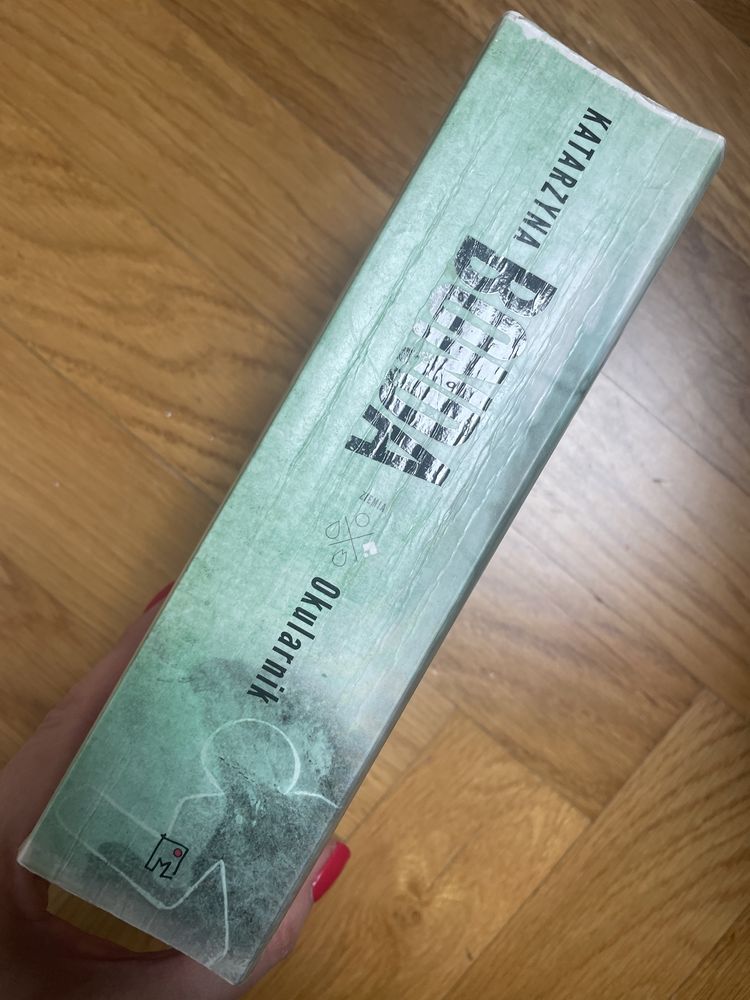 KATARZYNA
BONDA
ZIEMIA
Okularnik
M